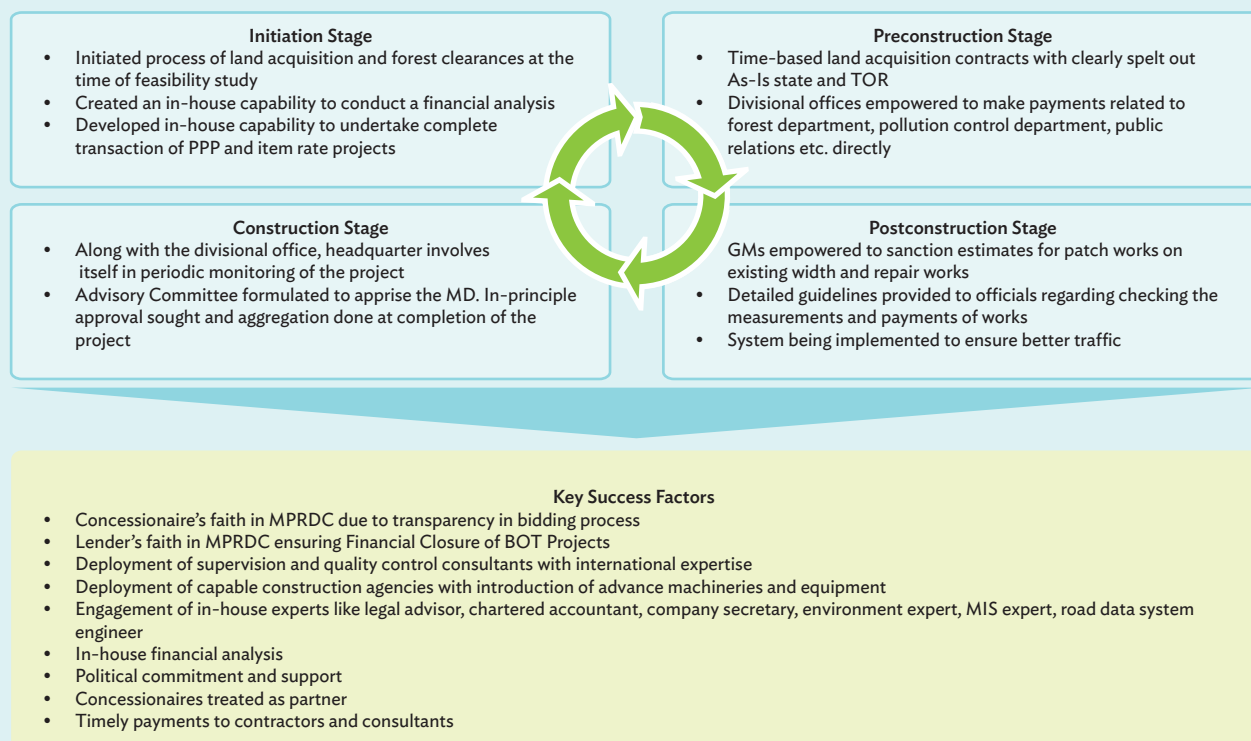 Initiation Stage
• Initiated process of land acquisition and forest clearances at the
time of feasibility study
• Created an in-house capability to conduct a financial analysis
• Developed in-house capability to undertake complete
transaction of PPP and item rate projects
Preconstruction Stage
• Time-based land acquisition contracts with clearly spelt out
As-Is state and TOR
• Divisional offices empowered to make payments related to
forest department, pollution control department, public
relations etc. directly
Construction Stage
• Along with the divisional office, headquarter involves
itself in periodic monitoring of the project
• Advisory Committee formulated to apprise the MD. In-principle
approval sought and aggregation done at completion of the
project
Postconstruction Stage
GMs empowered to sanction estimates for patch works on
existing width and repair works
• Detailed guidelines provided to officials regarding checking the
measurements and payments of works
• System being implemented to ensure better traffic
Key Success Factors
• Concessionaire's faith in MPRDC due to transparency in bidding process
• Lender's faith in MPRDC ensuring Financial Closure of BOT Projects
• Deployment of supervision and quality control consultants with international expertise
• Deployment of capable construction agencies with introduction of advance machineries and equipment
• Engagement of in-house experts like legal advisor, chartered accountant, company secretary, environment expert, MIS expert, road data system
engineer
• In-house financial analysis
• Political commitment and support
• Concessionaires treated as partner
• Timely payments to contractors and consultants